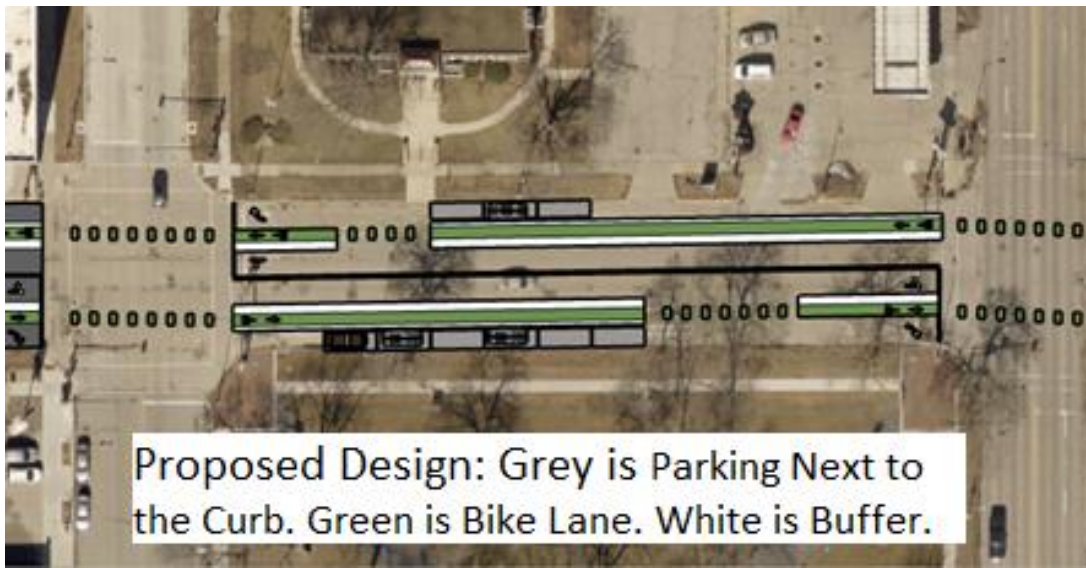 Proposed Design: Grey is Parking Next to
the Curb. Green is Bike Lane. White is Buffer.